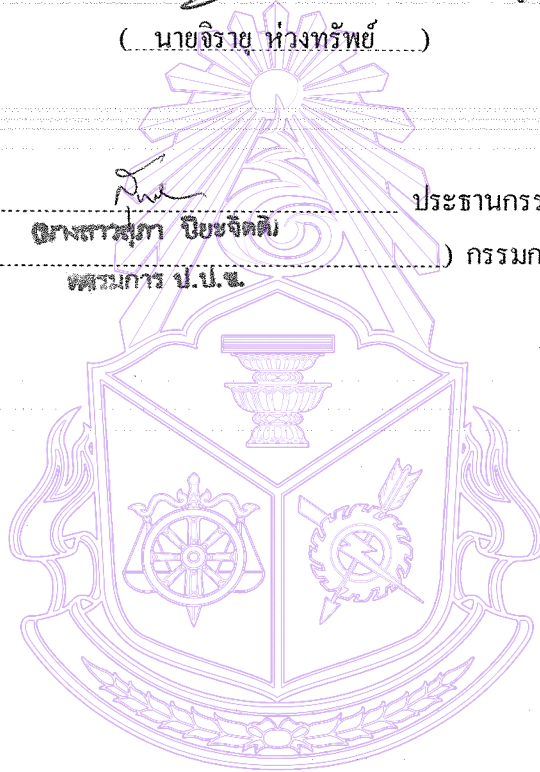 ( นายจิรายุ ห่วงทรัพย์ )
ประธานกรร
(นางสาวสุภา ปิยะจิตติ)
) กรรมก
กรรมการ ป.ป.ช.